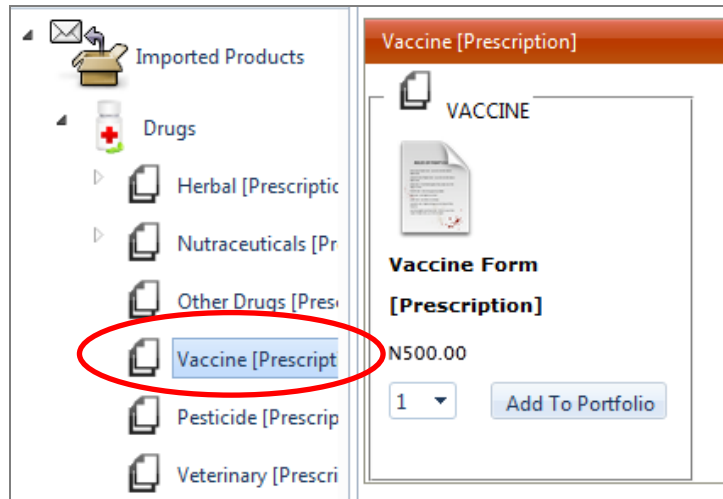 Imported Products
Drugs
Herbal [Prescriptic
Nutraceuticals [Pr
Other Drugs [Pres
Vaccine [Prescript
Pesticide [Prescrip
Veterinary [Prescri
Vaccine [Prescription]
VACCINE
Vaccine Form
[Prescription]
N500.00
1
Add To Portfolio